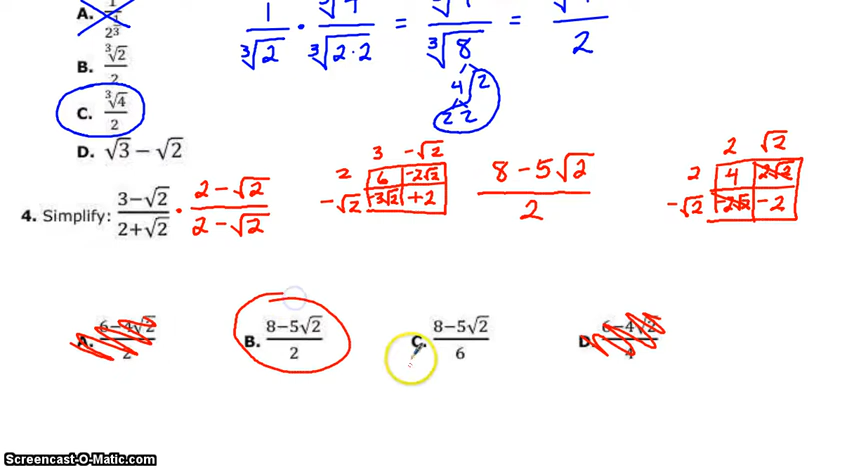 A. 1 / 2^(1/3)
1/∛2 · ∛4/∛(2·2) = ∛4/∛8 = ∛4/2
4 2
2 2
B. ∛2/2
C. ∛4/2
D. √3 − √2
3 −√2
2 6 −2√2
−√2 −3√2 +2
2 √2
2 4 2√2
−√2 −2√2 −2
4. Simplify: (3−√2)/(2+√2) · (2−√2)/(2−√2)
(8−5√2)/2
A. (6−4√2)/2
B. (8−5√2)/2
C. (8−5√2)/6
D. (6−4√2)/4
Screencast-O-Matic.com